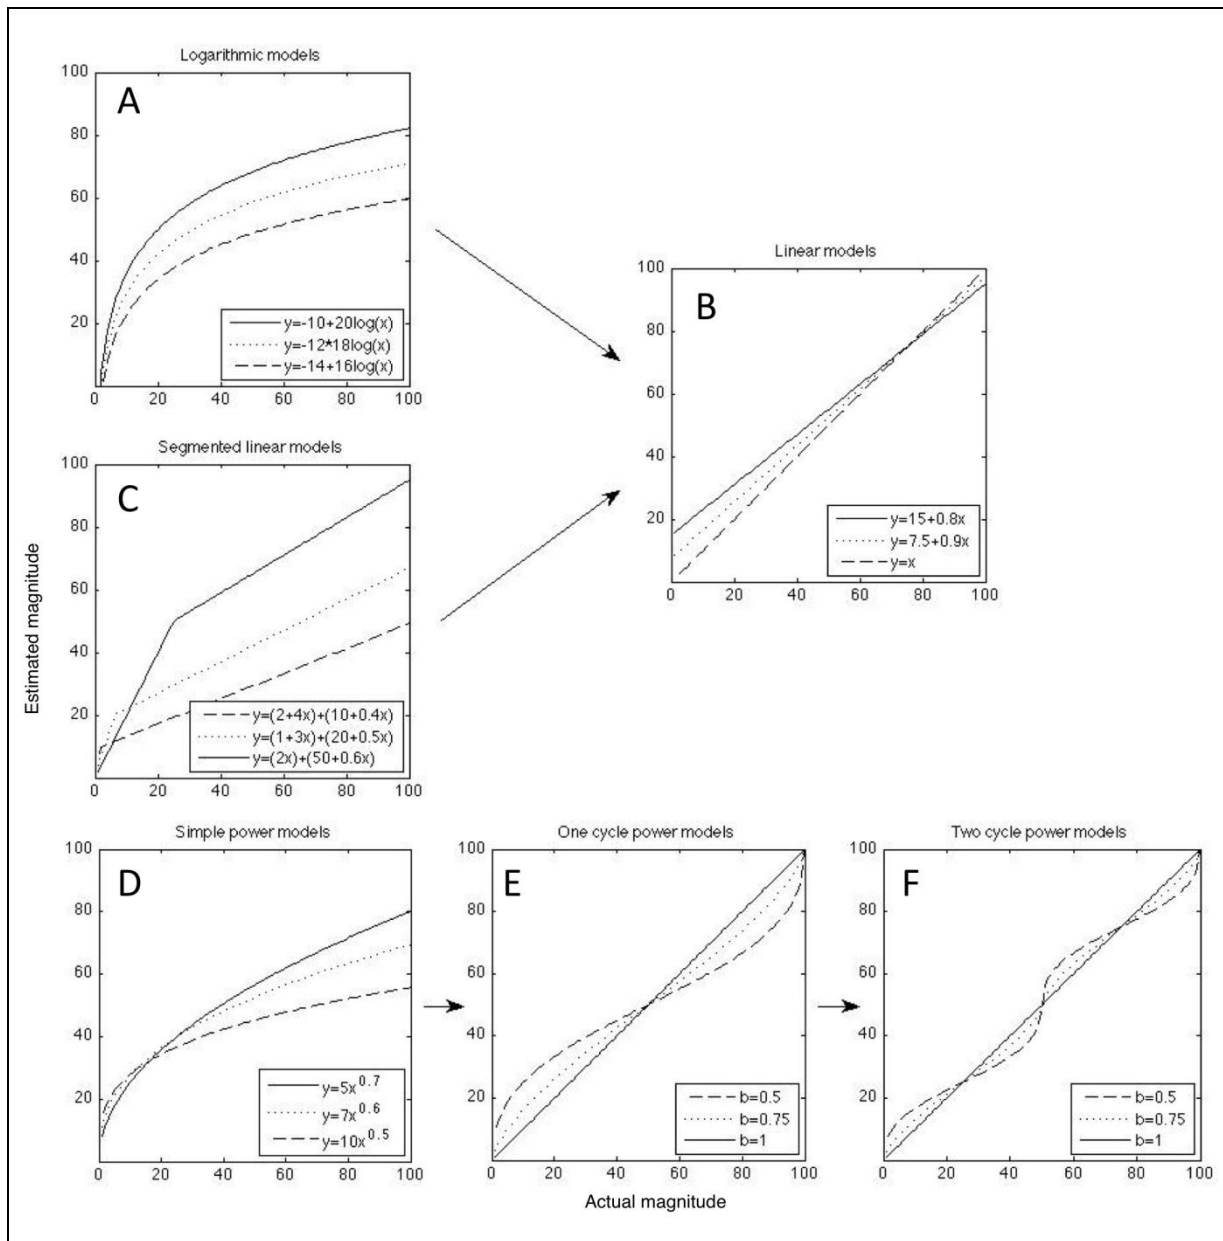 Logarithmic models
A
100
80
60
40
20
y=-10+20log(x)
y=-12*18log(x)
y=-14+16log(x)
0 20 40 60 80 100
Linear models
B
100
80
60
40
20
y=15+0.8x
y=7.5+0.9x
y=x
0 20 40 60 80 100
Segmented linear models
C
100
80
60
40
20
y=(2+4x)+(10+0.4x)
y=(1+3x)+(20+0.5x)
y=(2x)+(50+0.6x)
0 20 40 60 80 100
Estimated magnitude
Simple power models
D
100
80
60
40
20
y=5x^0.7
y=7x^0.6
y=10x^0.5
0 20 40 60 80 100
One cycle power models
E
100
80
60
40
20
b=0.5
b=0.75
b=1
0 20 40 60 80 100
Two cycle power models
F
100
80
60
40
20
b=0.5
b=0.75
b=1
0 20 40 60 80 100
Actual magnitude